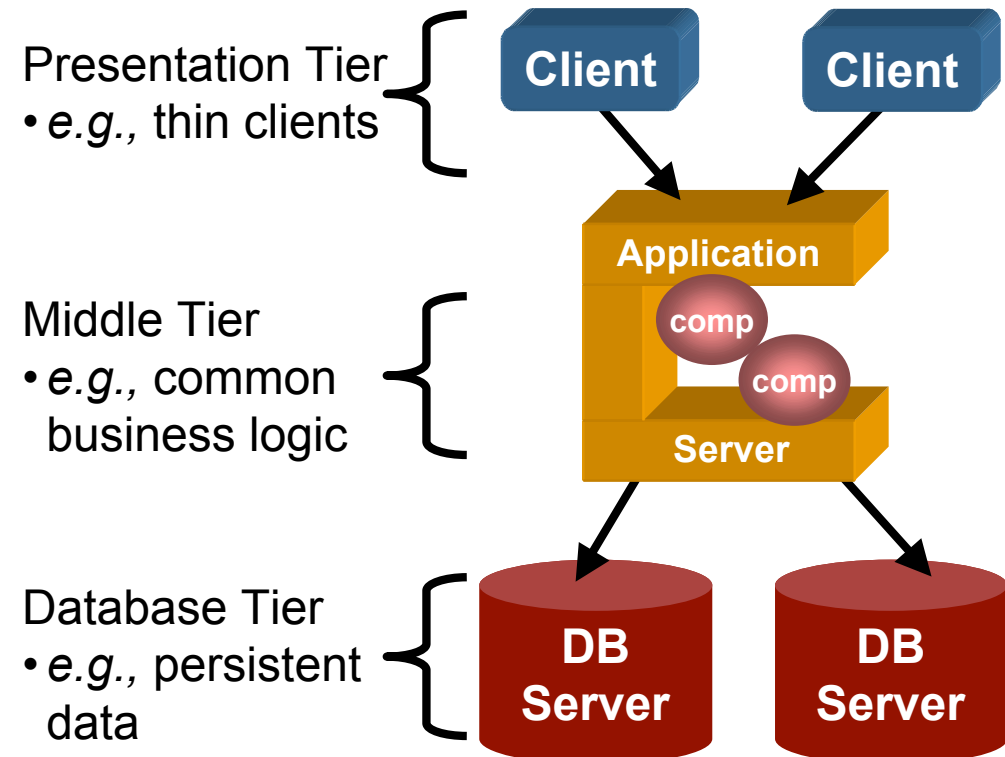 Presentation Tier
• e.g., thin clients
Client
Client
Application
comp
comp
Server
Middle Tier
• e.g., common
business logic
Database Tier
• e.g., persistent
data
DB
Server
DB
Server